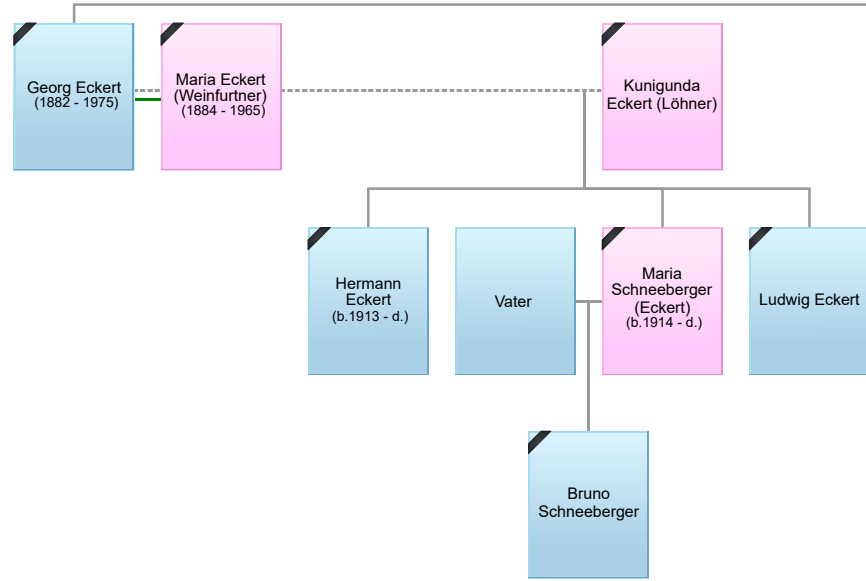 Georg Eckert
(1882 - 1975)
Maria Eckert
(Weinfurtner)
(1884 - 1965)
Kunigunda
Eckert (Löhner)
Hermann
Eckert
(b.1913 - d.)
Vater
Maria
Schneeberger
(Eckert)
(b.1914 - d.)
Ludwig Eckert
Bruno
Schneeberger